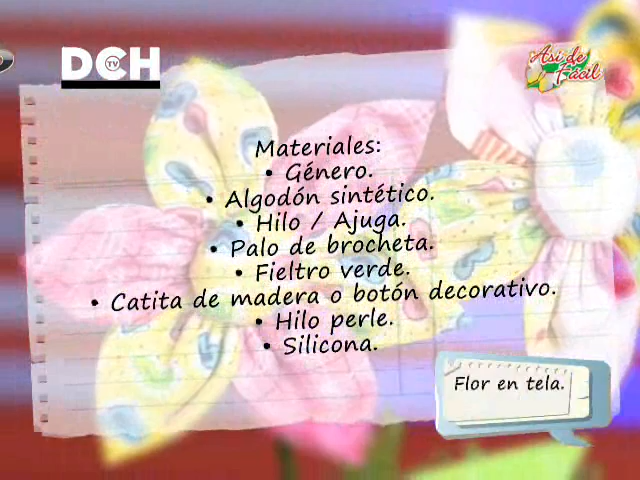 DCH
TV
Así de
Fácil
Materiales:
• Género.
• Algodón sintético.
• Hilo / Ajuga.
• Palo de brocheta.
• Fieltro verde.
• Catita de madera o botón decorativo.
• Hilo perle.
• Silicona.
Flor en tela.